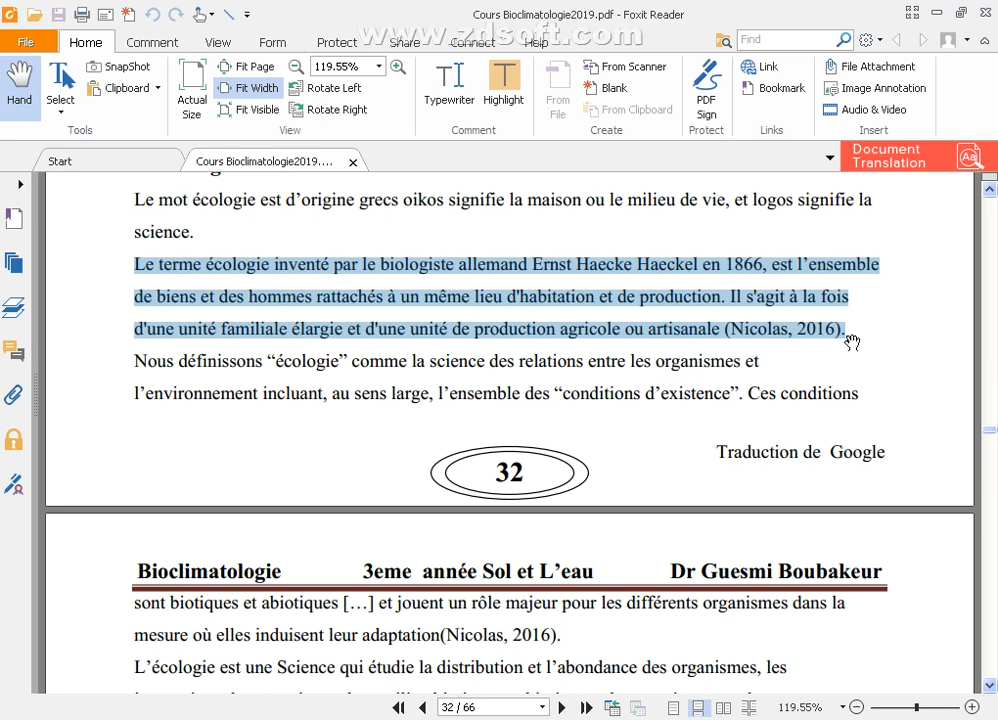 Cours Bioclimatologie2019.pdf - Foxit Reader
www.zdsoft.com
File Home Comment View Form Protect Share Connect Help Find
Hand Select SnapShot Clipboard Actual Size Fit Page Fit Width Fit Visible 119.55% Rotate Left Rotate Right Typewriter Highlight From File From Scanner Blank From Clipboard PDF Sign Link Bookmark File Attachment Image Annotation Audio & Video
Tools View Comment Create Protect Links Insert
Start Cours Bioclimatologie2019.... Document Translation
Le mot écologie est d’origine grecs oikos signifie la maison ou le milieu de vie, et logos signifie la
science.
Le terme écologie inventé par le biologiste allemand Ernst Haecke Haeckel en 1866, est l’ensemble
de biens et des hommes rattachés à un même lieu d'habitation et de production. Il s'agit à la fois
d'une unité familiale élargie et d'une unité de production agricole ou artisanale (Nicolas, 2016).
Nous définissons “écologie” comme la science des relations entre les organismes et
l’environnement incluant, au sens large, l’ensemble des “conditions d’existence”. Ces conditions
Traduction de Google
32
Bioclimatologie 3eme année Sol et L’eau Dr Guesmi Boubakeur
sont biotiques et abiotiques […] et jouent un rôle majeur pour les différents organismes dans la
mesure où elles induisent leur adaptation(Nicolas, 2016).
L’écologie est une Science qui étudie la distribution et l’abondance des organismes, les
32 / 66 119.55%